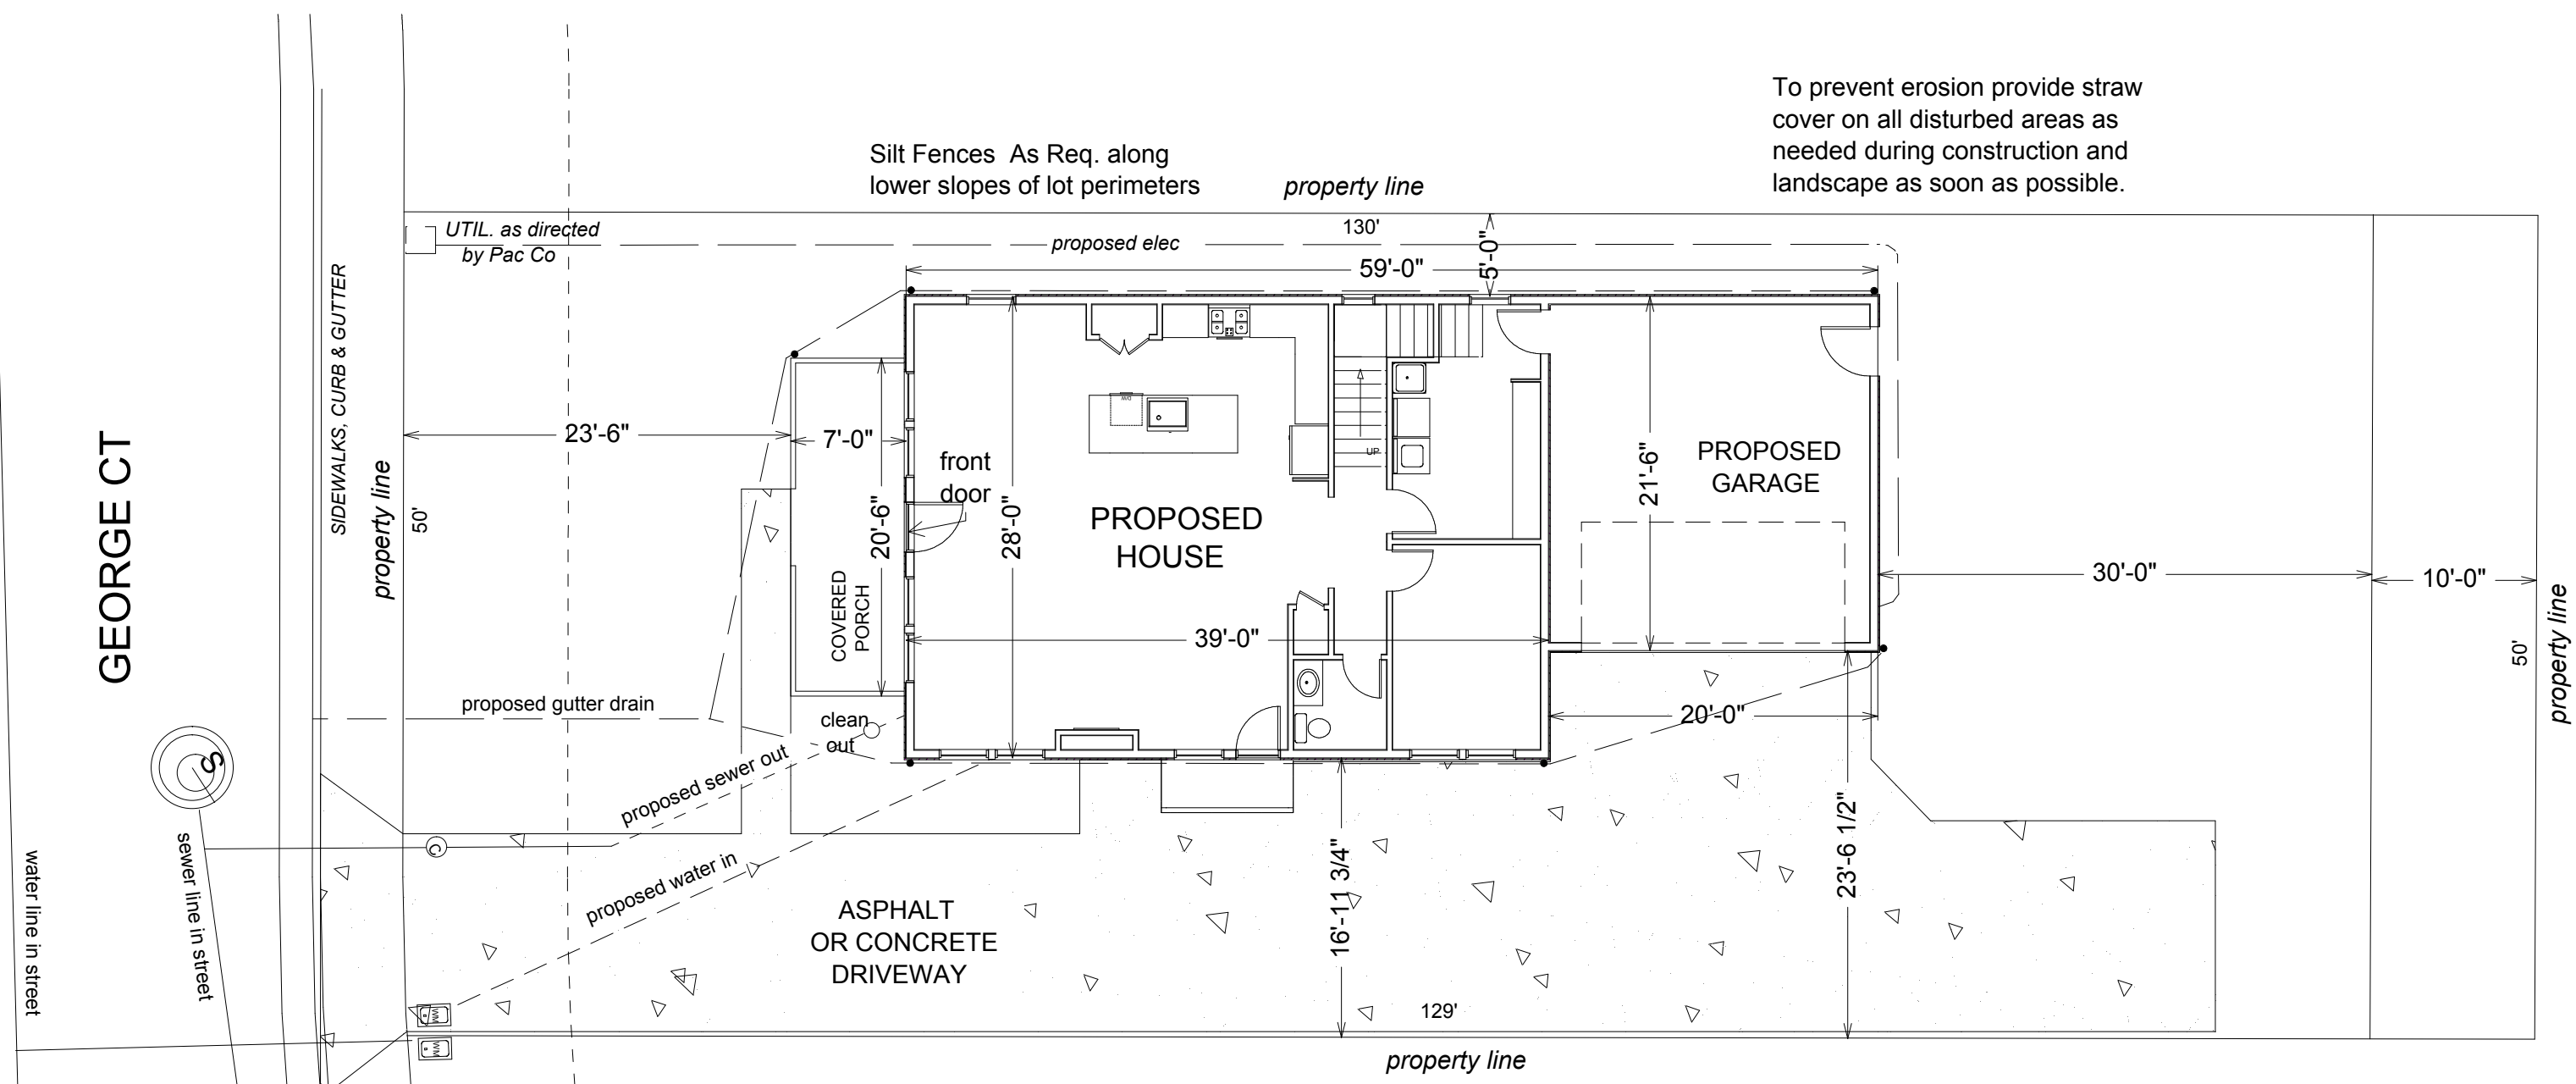 To prevent erosion provide straw
cover on all disturbed areas as
needed during construction and
landscape as soon as possible.
Silt Fences As Req. along
lower slopes of lot perimeters
property line
UTIL. as directed
by Pac Co
proposed elec
130'
5'-0"
59'-0"
SIDEWALKS, CURB & GUTTER
GEORGE CT
property line
50'
23'-6"
7'-0"
front
door
20'-6"
28'-0"
COVERED
PORCH
PROPOSED
HOUSE
D/W
UP
39'-0"
21'-6"
PROPOSED
GARAGE
30'-0"
10'-0"
50'
property line
20'-0"
proposed gutter drain
clean
out
S
proposed sewer out
proposed water in
C
water line in street
sewer line in street
ASPHALT
OR CONCRETE
DRIVEWAY
16'-11 3/4"
23'-6 1/2"
129'
WM
WM
property line